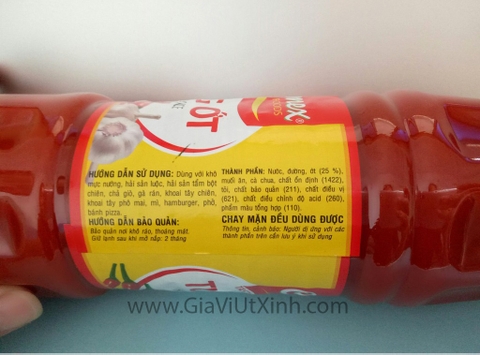 ỚT
HƯỚNG DẪN SỬ DỤNG: Dùng với khô
mực nướng, hải sản luộc, hải sản tẩm bột
chiên, chả giò, gà rán, khoai tây chiên,
khoai tây phô mai, mì, hamburger, phở,
bánh pizza.
HƯỚNG DẪN BẢO QUẢN:
Bảo quản nơi khô ráo, thoáng mát.
Giữ lạnh sau khi mở nắp: 2 tháng
THÀNH PHẦN: Nước, đường, ớt (25 %),
muối ăn, cà chua, chất ổn định (1422),
tỏi, chất bảo quản (211), chất điều vị
(621), chất điều chỉnh độ acid (260),
phẩm màu tổng hợp (110).
CHAY MẶN ĐỀU DÙNG ĐƯỢC
Thông tin, cảnh báo: Người dị ứng với các
thành phần trên cần lưu ý khi sử dụng
www.GiaViUtXinh.com